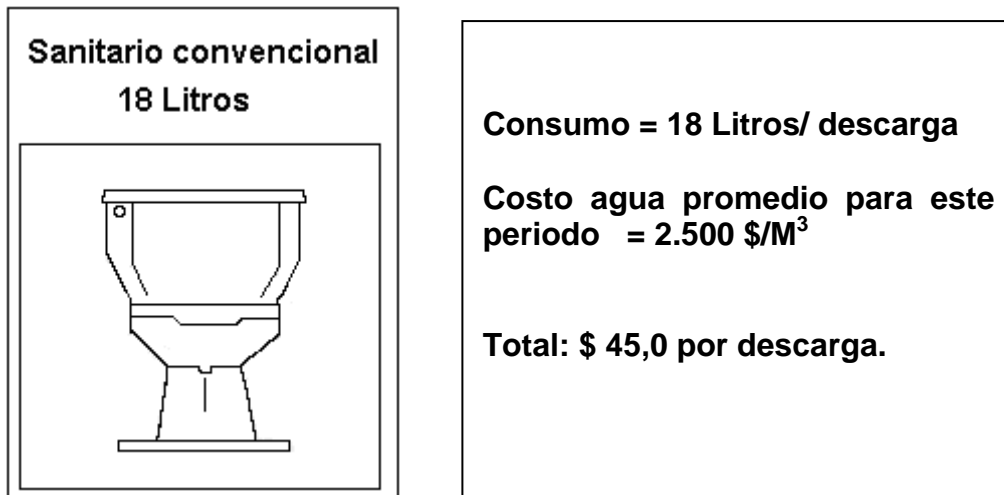 Sanitario convencional
18 Litros
Consumo = 18 Litros/ descarga
Costo agua promedio para este
periodo = 2.500 $/M³
Total: $ 45,0 por descarga.